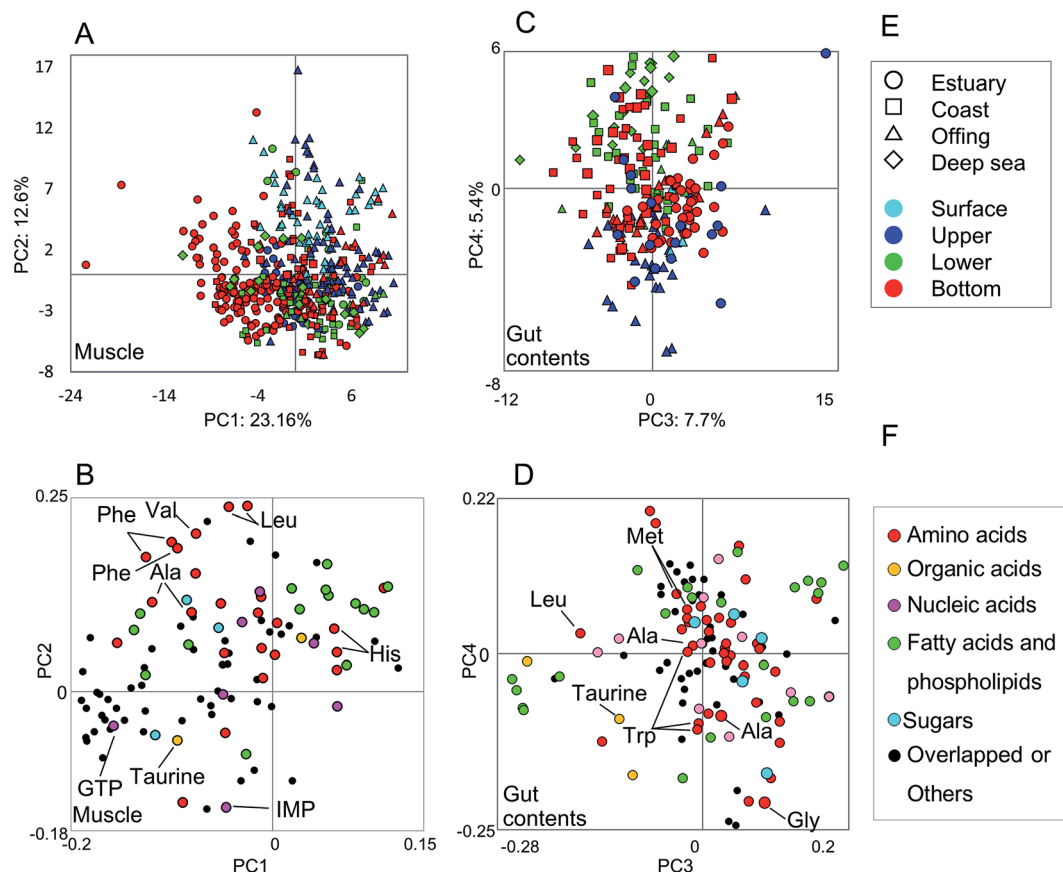 A
17
12
7
2
-3
-8
PC2: 12.6%
Muscle
-24
-14
-4
6
PC1: 23.16%
C
6
0
-8
PC4: 5.4%
Gut
contents
-12
0
15
PC3: 7.7%
E
Estuary
Coast
Offing
Deep sea
Surface
Upper
Lower
Bottom
B
0.25
0
-0.18
PC2
Phe
Val
Leu
Phe
Ala
His
GTP
Taurine
Muscle
IMP
-0.2
0
0.15
PC1
D
0.22
0
-0.25
PC4
Met
Leu
Ala
Taurine
Trp
Ala
Gut
contents
Gly
-0.28
0
0.2
PC3
F
Amino acids
Organic acids
Nucleic acids
Fatty acids and
phospholipids
Sugars
Overlapped or
Others